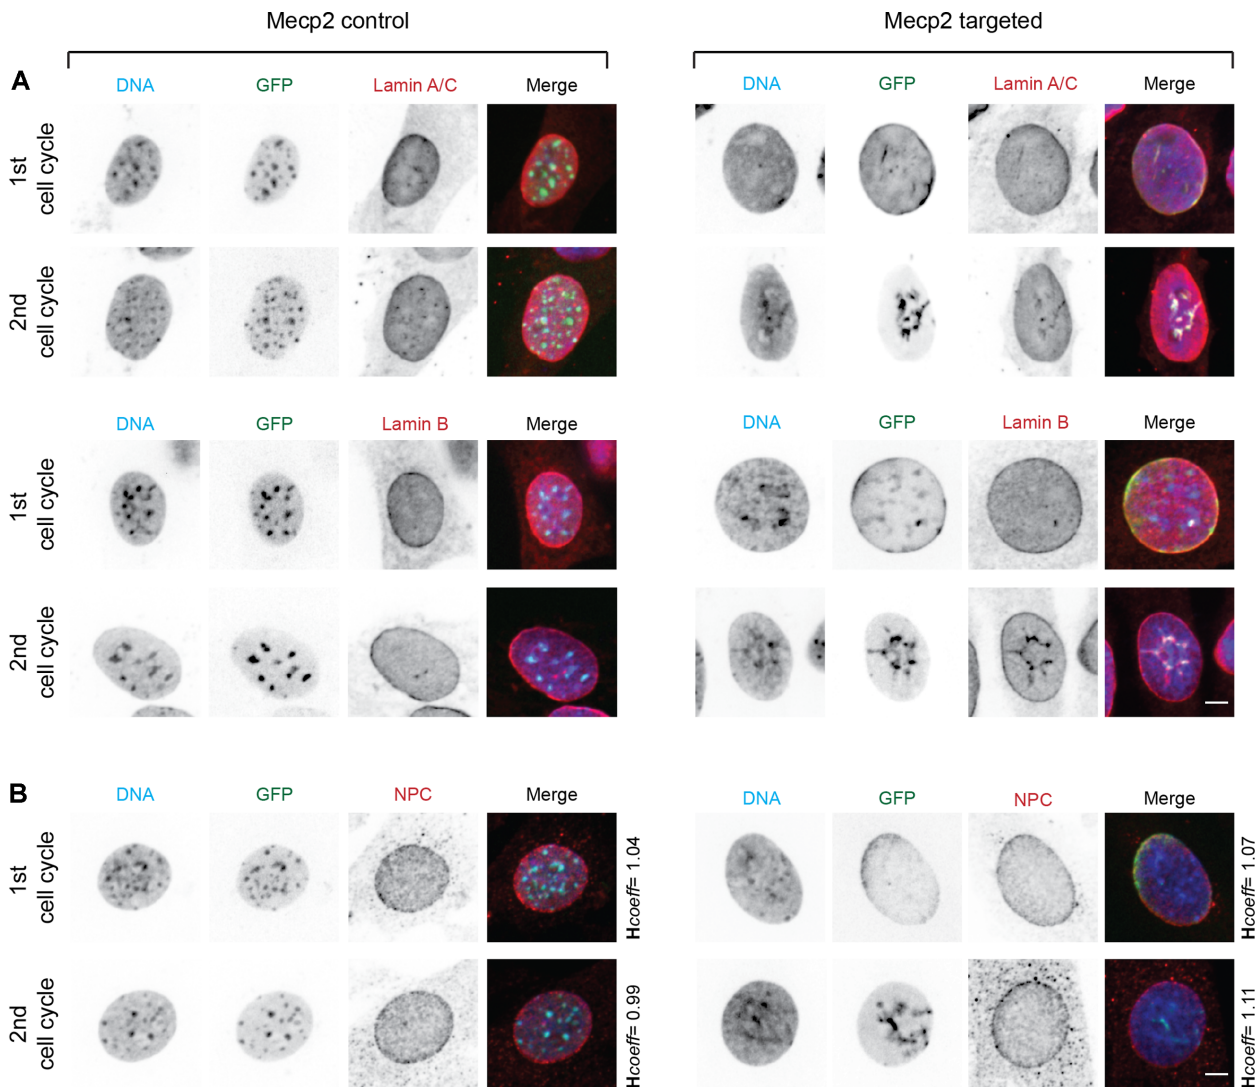 Mecp2 control
Mecp2 targeted
A
DNA
GFP
Lamin A/C
Merge
DNA
GFP
Lamin A/C
Merge
1st
cell cycle
2nd
cell cycle
DNA
GFP
Lamin B
Merge
DNA
GFP
Lamin B
Merge
1st
cell cycle
2nd
cell cycle
B
DNA
GFP
NPC
Merge
DNA
GFP
NPC
Merge
1st
cell cycle
Hcoeff= 1.04
Hcoeff= 1.07
2nd
cell cycle
Hcoeff= 0.99
Hcoeff= 1.11